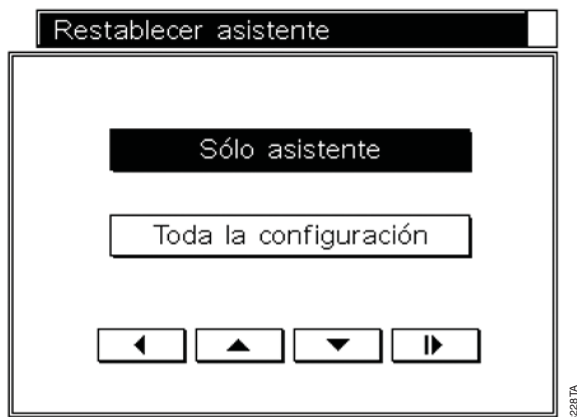 Restablecer asistente
Sólo asistente
Toda la configuración
228TA